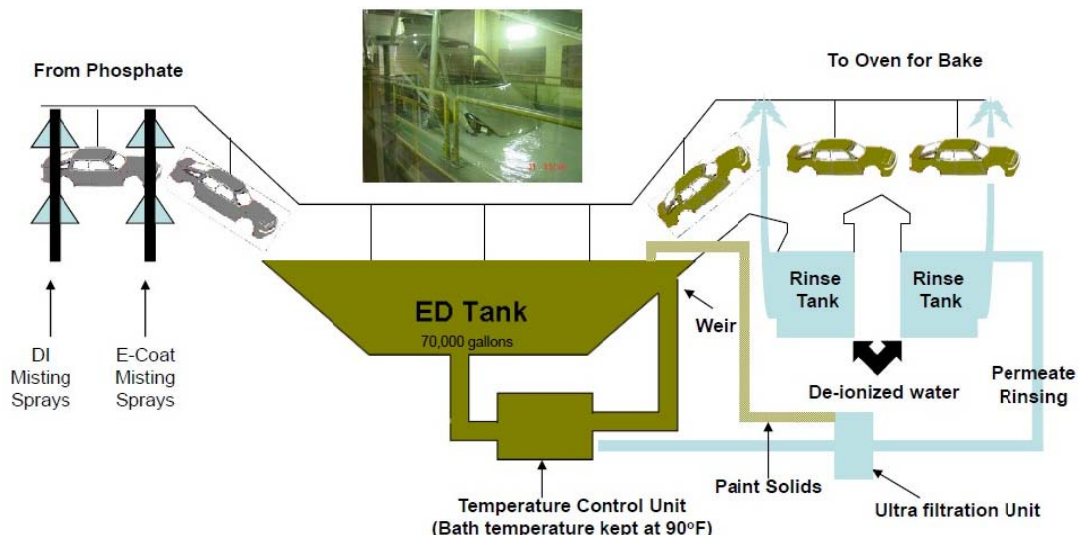 From Phosphate
To Oven for Bake
ED Tank
70,000 gallons
Weir
Rinse
Tank
Rinse
Tank
DI
Misting
Sprays
E-Coat
Misting
Sprays
De-ionized water
Permeate
Rinsing
Paint Solids
Ultra filtration Unit
Temperature Control Unit
(Bath temperature kept at 90°F)